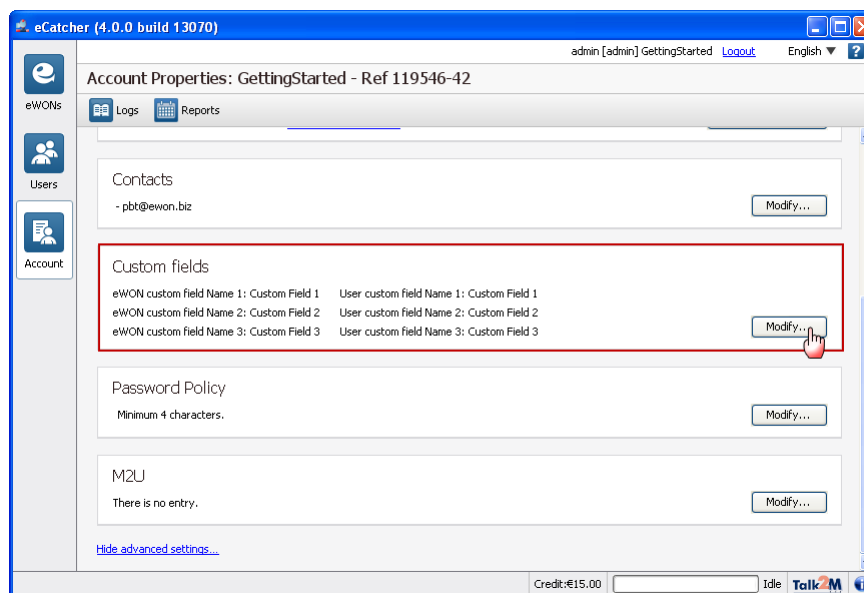 eCatcher (4.0.0 build 13070)
admin [admin] GettingStarted Logout English ▼ ?
Account Properties: GettingStarted - Ref 119546-42
eWONs
Logs Reports
Users
Account
Contacts
- pbt@ewon.biz
Modify...
Custom fields
eWON custom field Name 1: Custom Field 1 User custom field Name 1: Custom Field 1
eWON custom field Name 2: Custom Field 2 User custom field Name 2: Custom Field 2
eWON custom field Name 3: Custom Field 3 User custom field Name 3: Custom Field 3
Modify...
Password Policy
Minimum 4 characters.
Modify...
M2U
There is no entry.
Modify...
Hide advanced settings...
Credit:€15.00 Idle Talk2M